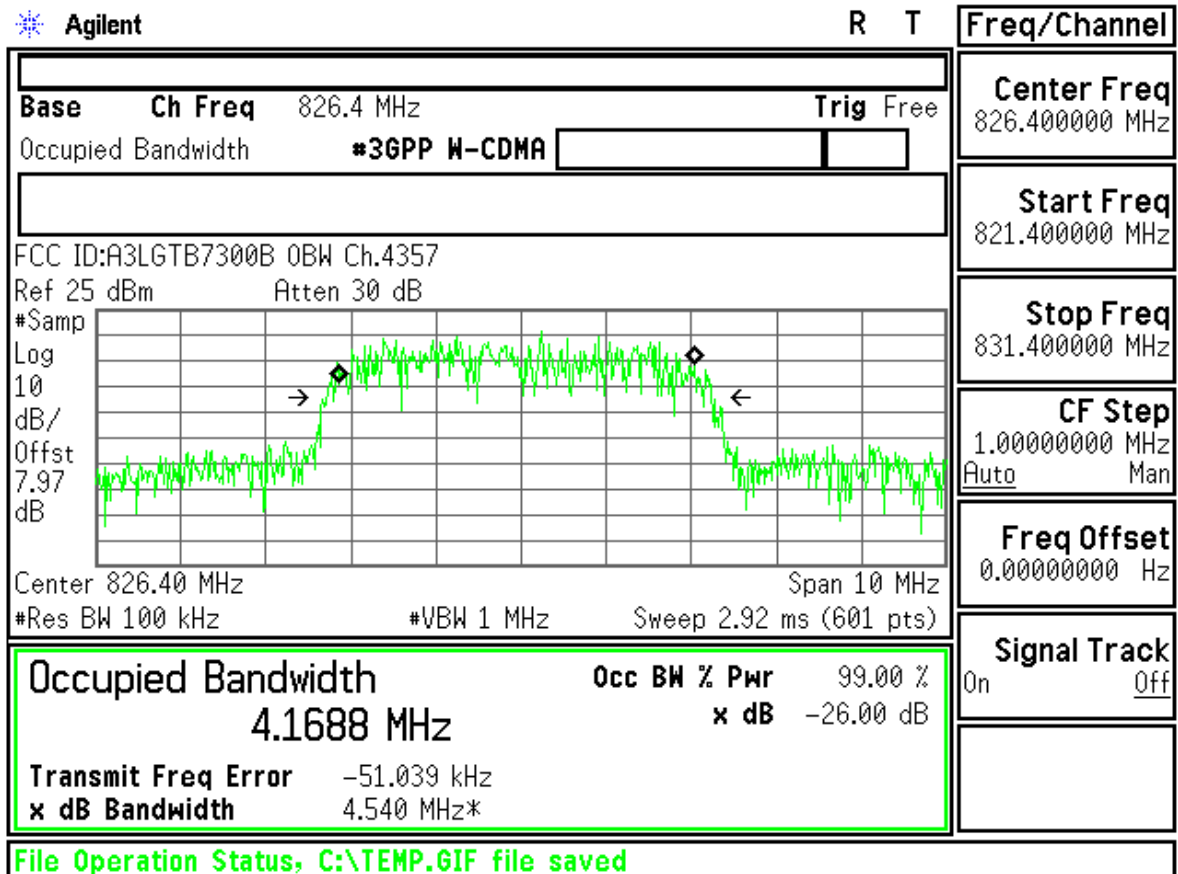 Agilent R T Freq/Channel
Base Ch Freq 826.4 MHz Trig Free
Occupied Bandwidth #3GPP W-CDMA
FCC ID:A3LGTB7300B OBW Ch.4357
Ref 25 dBm Atten 30 dB
#Samp
Log
10
dB/
Offst
7.97
dB
Center 826.40 MHz Span 10 MHz
#Res BW 100 kHz #VBW 1 MHz Sweep 2.92 ms (601 pts)
Occupied Bandwidth
4.1688 MHz
Occ BW % Pwr 99.00 %
x dB -26.00 dB
Transmit Freq Error -51.039 kHz
x dB Bandwidth 4.540 MHz*
Center Freq
826.400000 MHz
Start Freq
821.400000 MHz
Stop Freq
831.400000 MHz
CF Step
1.00000000 MHz
Auto Man
Freq Offset
0.00000000 Hz
Signal Track
On Off
File Operation Status, C:\TEMP.GIF file saved